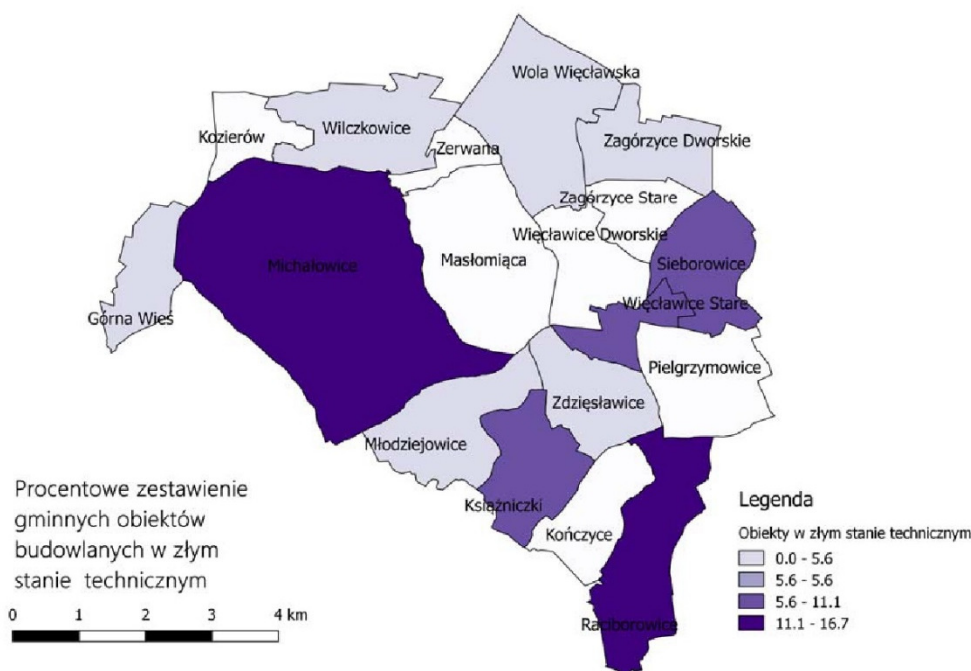 Wola Więcławska
Kozierów
Wilczkowice
Zerwana
Zagórzyce Dworskie
Zagórzyce Stare
Więcławice Dworskie
Michałowice
Masłomiąca
Sieborowice
Górna Wieś
Więcławice Stare
Pielgrzymowice
Zdzięsławice
Młodziejowice
Książniczki
Kończyce
Raciborowice
Procentowe zestawienie
gminnych obiektów
budowlanych w złym
stanie technicznym
0 1 2 3 4 km
Legenda
Obiekty w złym stanie technicznym
0.0 - 5.6
5.6 - 5.6
5.6 - 11.1
11.1 - 16.7